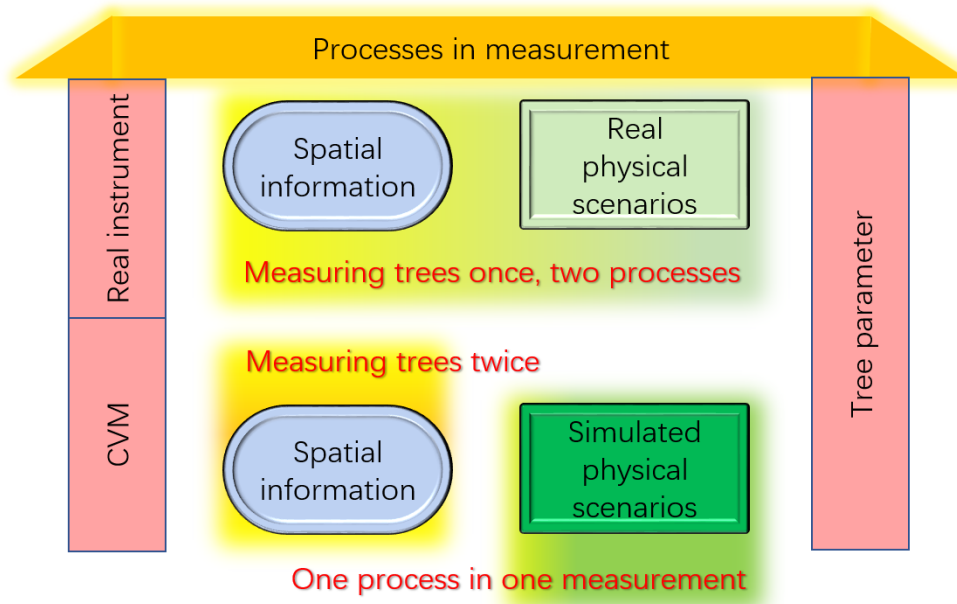 Processes in measurement
Real instrument
Spatial
information
Real
physical
scenarios
Measuring trees once, two processes
Tree parameter
CVM
Measuring trees twice
Spatial
information
Simulated
physical
scenarios
One process in one measurement